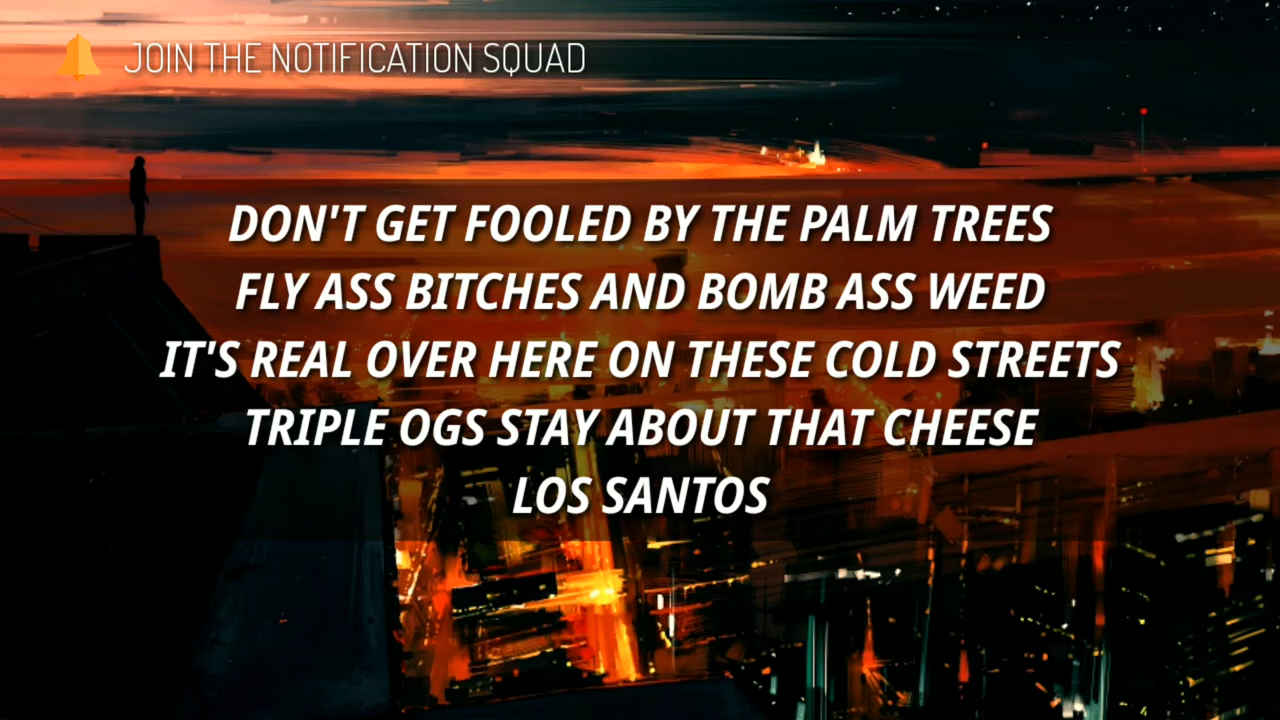 JOIN THE NOTIFICATION SQUAD
DON'T GET FOOLED BY THE PALM TREES
FLY ASS BITCHES AND BOMB ASS WEED
IT'S REAL OVER HERE ON THESE COLD STREETS
TRIPLE OGS STAY ABOUT THAT CHEESE
LOS SANTOS